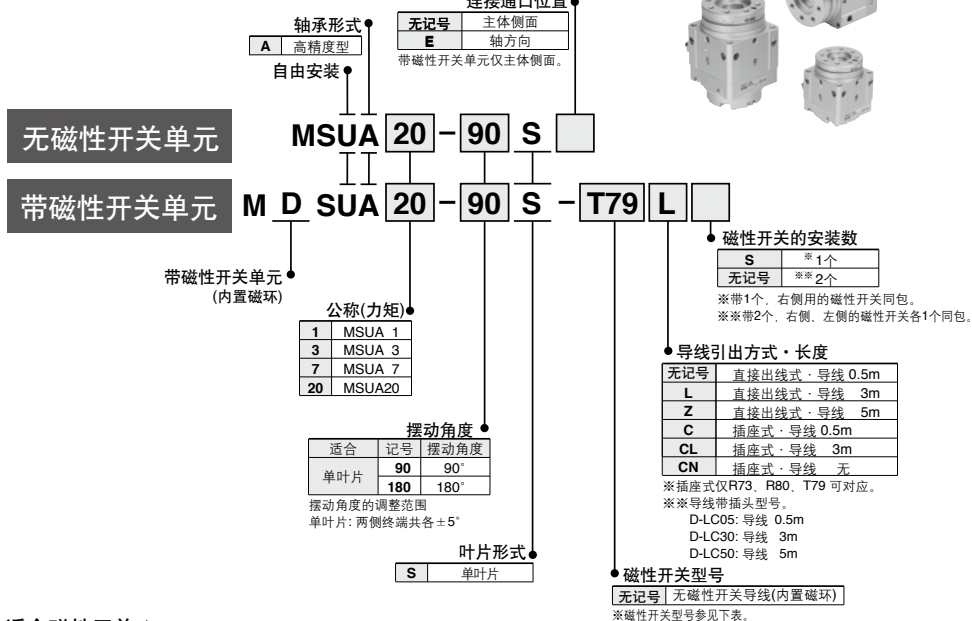 连接通口位置
无记号 主体侧面
E 轴方向
带磁性开关单元仅主体侧面。
轴承形式
A 高精度型
自由安装
无磁性开关单元
MSUA 20 - 90 S
带磁性开关单元
M D SUA 20 - 90 S - T79 L
带磁性开关单元
(内置磁环)
公称(力矩)
1 MSUA 1
3 MSUA 3
7 MSUA 7
20 MSUA20
摆动角度
适合 记号 摆动角度
单叶片 90 90°
180 180°
摆动角度的调整范围
单叶片: 两侧终端共各±5°
叶片形式
S 单叶片
磁性开关的安装数
S ※1个
无记号 ※※2个
※带1个，右侧用的磁性开关同包。
※※带2个，右侧、左侧的磁性开关各1个同包。
导线引出方式·长度
无记号 直接出线式·导线 0.5m
L 直接出线式·导线 3m
Z 直接出线式·导线 5m
C 插座式·导线 0.5m
CL 插座式·导线 3m
CN 插座式·导线 无
※插座式仅R73、R80、T79 可对应。
※※导线带插头型号。
D-LC05: 导线 0.5m
D-LC30: 导线 3m
D-LC50: 导线 5m
磁性开关型号
无记号 无磁性开关导线(内置磁环)
※磁性开关型号参见下表。